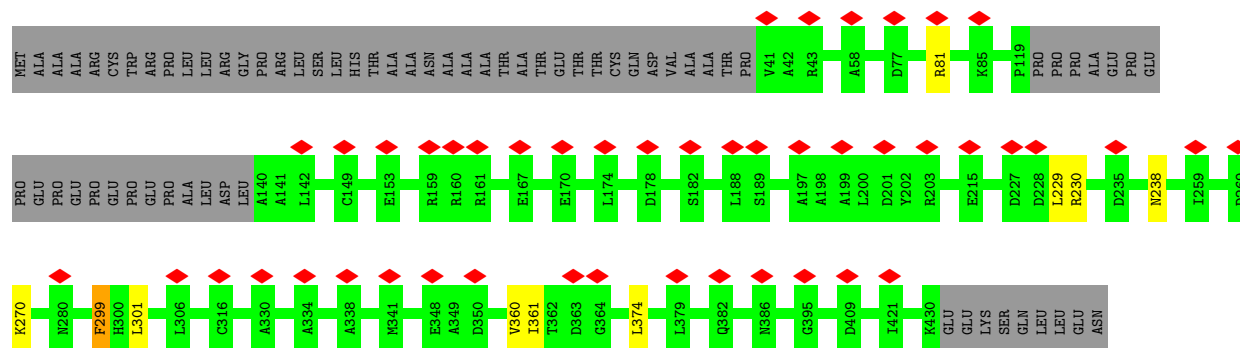 MET ALA ALA ALA ARG CYS TRP ARG PRO LEU LEU ARG GLY PRO ARG LEU SER LEU HIS THR ALA ALA ASN ALA ALA ALA THR ALA THR GLU THR THR CYS GLN ASP VAL ALA ALA THR PRO V41 A42 R43 A58 D77 R81 K85 P119 PRO PRO PRO ALA GLU PRO GLU
PRO GLU PRO GLU PRO GLU PRO GLU PRO PRO ALA LEU ASP LEU A140 A141 L142 C149 E153 R159 R160 R161 E167 E170 L174 D178 S182 L188 S189 A197 A198 A199 L200 D201 Y202 R203 E215 D227 D228 L229 R230 D235 N238 I259
K270 N280 F299 H300 L301 L306 C316 A330 A334 A338 M341 E348 A349 D350 V360 I361 T362 D363 G364 L374 L379 Q382 N386 G395 D409 I421 K430 GLU GLU LYS SER GLN LEU LEU GLU ASN